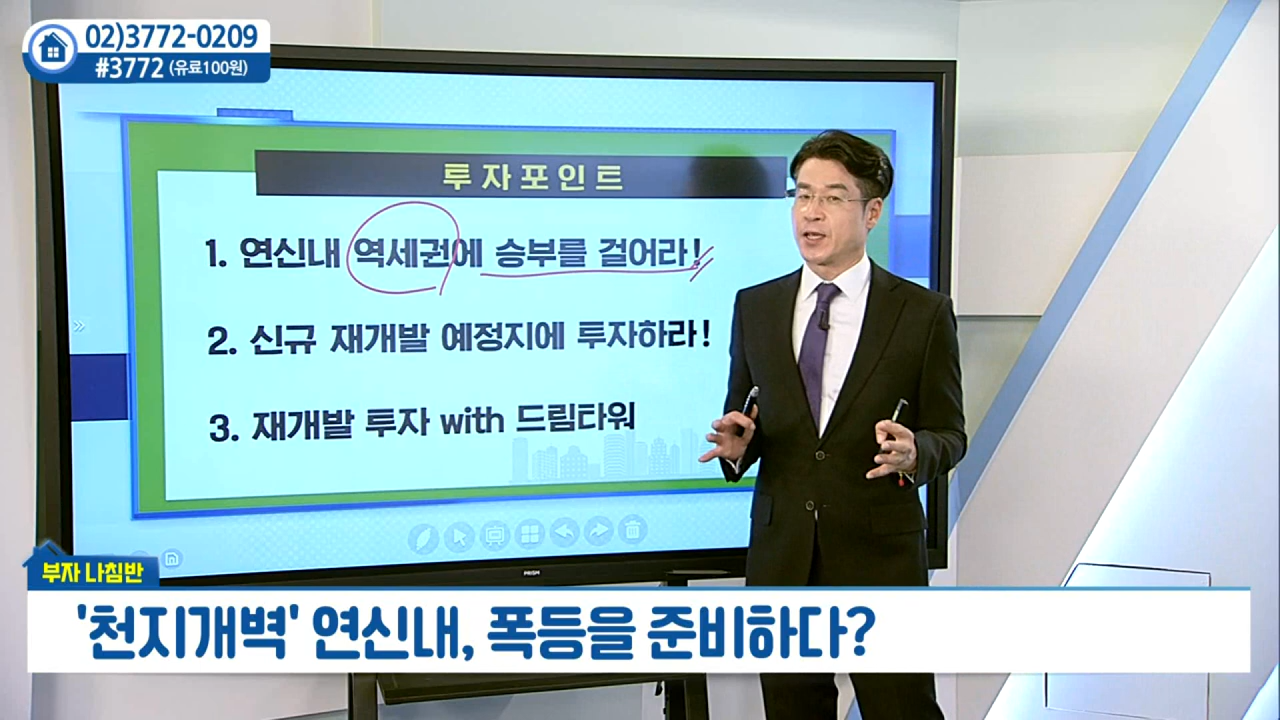 02)3772-0209
#3772 (유료100원)
투자포인트
1. 연신내 역세권에 승부를 걸어라!
2. 신규 재개발 예정지에 투자하라!
3. 재개발 투자 with 드림타워
PRISM
부자 나침반
'천지개벽' 연신내, 폭등을 준비하다?